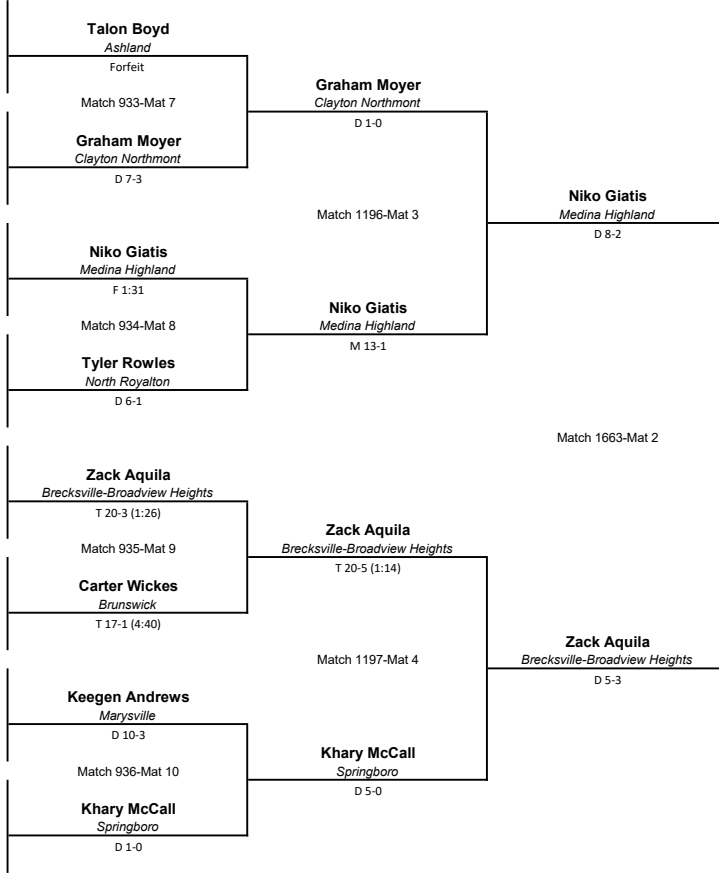 Talon Boyd
Ashland
Forfeit
Match 933-Mat 7
Graham Moyer
Clayton Northmont
D 7-3
Graham Moyer
Clayton Northmont
D 1-0
Match 1196-Mat 3
Niko Giatis
Medina Highland
F 1:31
Match 934-Mat 8
Tyler Rowles
North Royalton
D 6-1
Niko Giatis
Medina Highland
M 13-1
Niko Giatis
Medina Highland
D 8-2
Match 1663-Mat 2
Zack Aquila
Brecksville-Broadview Heights
T 20-3 (1:26)
Match 935-Mat 9
Carter Wickes
Brunswick
T 17-1 (4:40)
Zack Aquila
Brecksville-Broadview Heights
T 20-5 (1:14)
Match 1197-Mat 4
Keegen Andrews
Marysville
D 10-3
Match 936-Mat 10
Khary McCall
Springboro
D 1-0
Khary McCall
Springboro
D 5-0
Zack Aquila
Brecksville-Broadview Heights
D 5-3